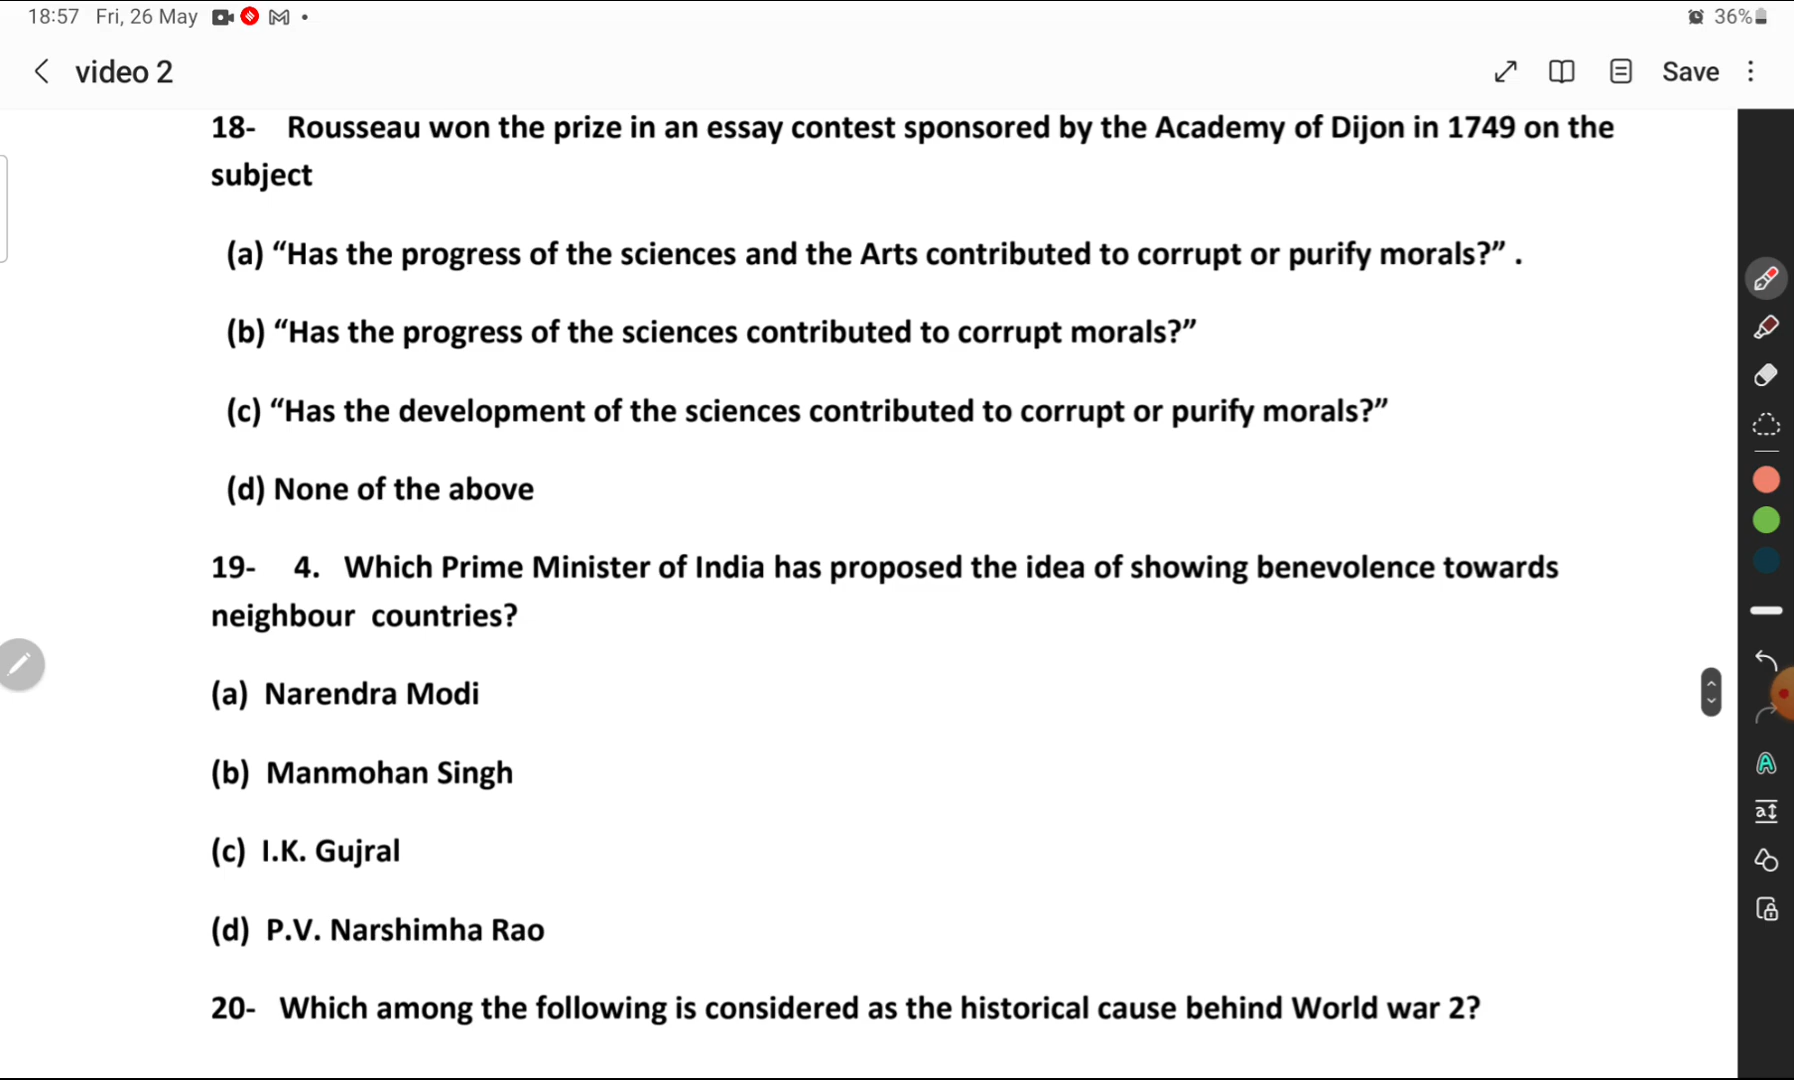 18:57 Fri, 26 May
36%
video 2
Save
18- Rousseau won the prize in an essay contest sponsored by the Academy of Dijon in 1749 on the
subject
(a) “Has the progress of the sciences and the Arts contributed to corrupt or purify morals?” .
(b) “Has the progress of the sciences contributed to corrupt morals?”
(c) “Has the development of the sciences contributed to corrupt or purify morals?”
(d) None of the above
19- 4. Which Prime Minister of India has proposed the idea of showing benevolence towards
neighbour countries?
(a) Narendra Modi
(b) Manmohan Singh
(c) I.K. Gujral
(d) P.V. Narshimha Rao
20- Which among the following is considered as the historical cause behind World war 2?